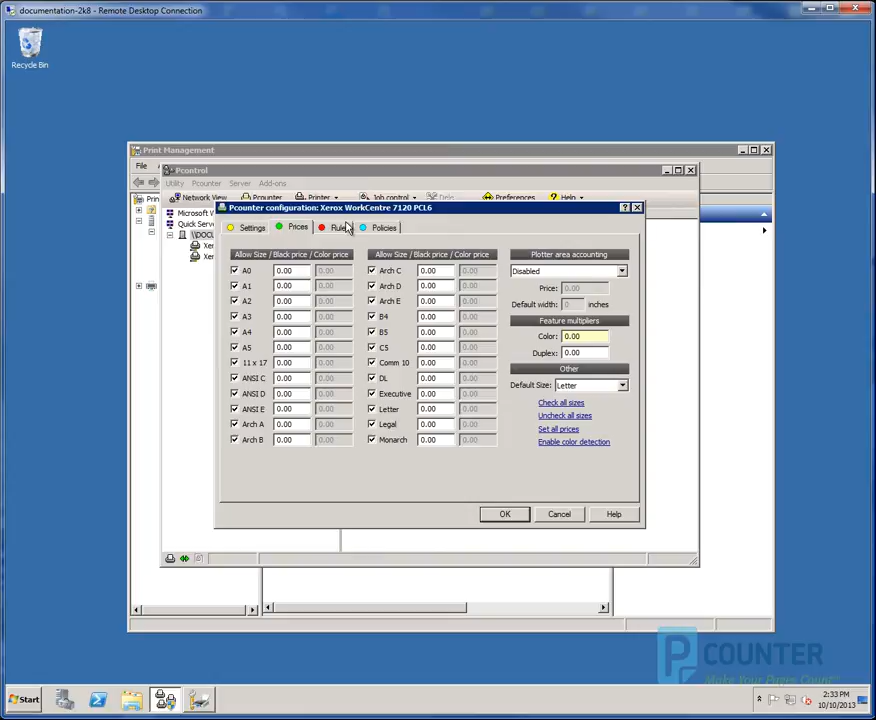 documentation-2k8 - Remote Desktop Connection
Recycle Bin
Print Management
File
Pcontrol
Utility Pcounter Server Add-ons
Network View Pcounter Printer Job control Preferences Help
Pcounter configuration: Xerox WorkCentre 7120 PCL6
Settings Prices Policies
Allow Size / Black price / Color price Allow Size / Black price / Color price Plotter area accounting
A0 0.00 0.00 Arch C 0.00 0.00 Disabled
A1 0.00 0.00 Arch D 0.00 0.00 Price: 0.00
A2 0.00 0.00 Arch E 0.00 0.00 Default width: 0 inches
A3 0.00 0.00 B4 0.00 0.00 Feature multipliers
A4 0.00 0.00 B5 0.00 0.00 Color: 0.00
A5 0.00 0.00 C5 0.00 0.00 Duplex: 0.00
11 x 17 0.00 0.00 Comm 10 0.00 0.00 Other
ANSI C 0.00 0.00 DL 0.00 0.00 Default Size: Letter
ANSI D 0.00 0.00 Executive 0.00 0.00 Check all sizes
ANSI E 0.00 0.00 Letter 0.00 0.00 Uncheck all sizes
Arch A 0.00 0.00 Legal 0.00 0.00 Set all prices
Arch B 0.00 0.00 Monarch 0.00 0.00 Enable color detection
OK Cancel Help
PCOUNTER
Make Your Paper Count
Start
2:33 PM
10/10/2013